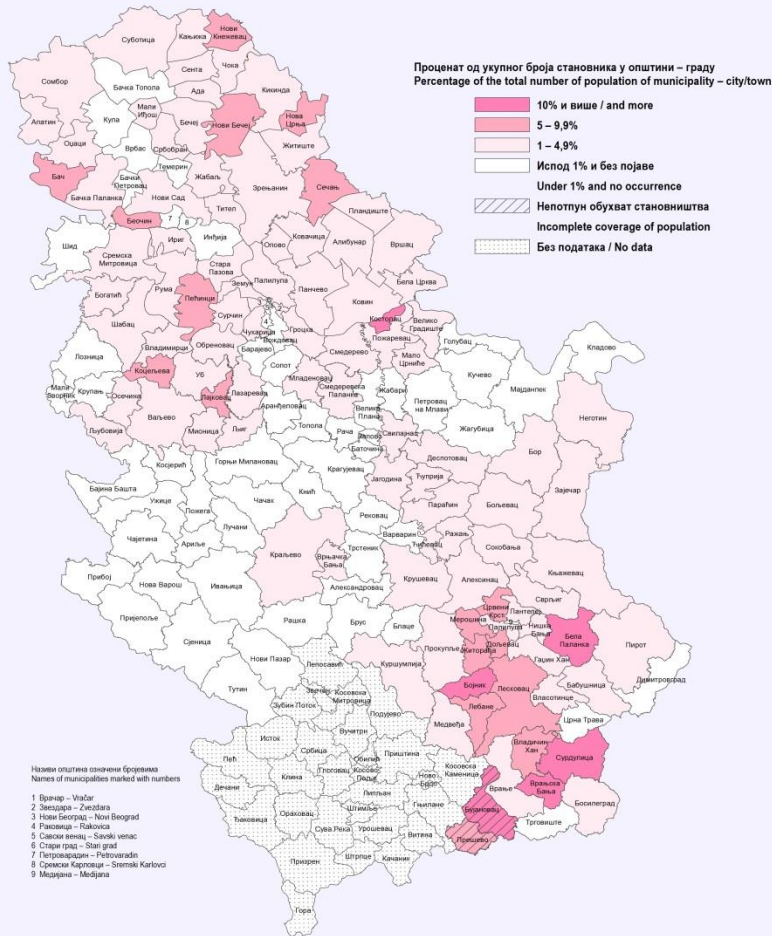 Проценат од укупног броја становника у општини – граду
Percentage of the total number of population of municipality – city/town
10% и више / and more
5 – 9,9%
1 – 4,9%
Испод 1% и без појаве
Under 1% and no occurrence
Непотпун обухват становништва
Incomplete coverage of population
Без података / No data
Суботица
Кањижа
Нови
Кнежевац
Сента
Чока
Сомбор
Бачка Топола
Ада
Кикинда
Мали
Иђош
Апатин
Кула
Бечеј
Нови Бечеј
Нова
Црња
Оџаци
Врбас
Србобран
Житиште
Бач
Бачки
Петровац
Темерин
Жабаљ
Зрењанин
Сечањ
Бачка Паланка
Нови Сад
Тител
Пландиште
Беочин
7
8
Шид
Ириг
Инђија
Опово
Ковачица
Алибунар
Вршац
Сремска
Митровица
Стара
Пазова
Бела Црква
Богатић
Рума
Пећинци
Земун
Палилула
Панчево
Ковин
Шабац
Сурчин
3
4
Чукарица
Вождовац
Гроцка
Костолац
Велико
Градиште
Голубац
Кладово
Владимирци
Обреновац
Барајево
Смедерево
Пожаревац
Мало
Црниће
Лозница
Коцељева
Уб
Сопот
Кучево
Мајданпек
Мали
Зворник
Крупањ
Осечина
Лајковац
Лазаревац
Младеновац
Смедеревска
Паланка
Жабари
Петровац
на Млави
Неготин
Ваљево
Аранђеловац
Велика
Плана
Жагубица
Љубовија
Мионица
Љиг
Топола
Рача
Лапово
Баточина
Свилајнац
Бор
Косјерић
Горњи Милановац
Крагујевац
Деспотовац
Бајина Башта
Јагодина
Ћуприја
Зајечар
Ужице
Пожега
Чачак
Кнић
Параћин
Бољевац
Чајетина
Ариље
Лучани
Рековац
Варварин
Краљево
Врњачка
Бања
Трстеник
Ћићевац
Ражањ
Сокобања
Прибој
Нова Варош
Ивањица
Крушевац
Алексинац
Књажевац
Александровац
Пријепоље
Рашка
Брус
Блаце
Мерошина
Црвени
Крст
Сврљиг
Пантелеј
Палилула
9
Нишка
Бања
Бела
Паланка
Сјеница
Прокупље
Житорађа
Дољевац
Гаџин Хан
Пирот
Нови Пазар
Лепосавић
Куршумлија
Димитровград
Тутин
Звечан
Косовска
Митровица
Бојник
Лесковац
Бабушница
Зубин Поток
Подујево
Лебане
Власотинце
Исток
Вучитрн
Медвеђа
Црна Трава
Србица
Обилић
Приштина
Владичин
Хан
Сурдулица
Пећ
Клина
Глоговац
Косово
Поље
Ново
Брдо
Косовска
Каменица
Врање
Врањска
Бања
Дечани
Липљан
Босилеград
Штимље
Гњилане
Бујановац
Ђаковица
Ораховац
Сува Река
Урошевац
Витина
Прешево
Трговиште
Призрен
Штрпце
Качаник
Гора
Називи општина означени бројевима
Names of municipalities marked with numbers
1 Врачар – Vračar
2 Звездара – Zvezdara
3 Нови Београд – Novi Beograd
4 Раковица – Rakovica
5 Савски венац – Savski venac
6 Стари град – Stari grad
7 Петроварадин – Petrovaradin
8 Сремски Карловци – Sremski Karlovci
9 Медијана – Medijana